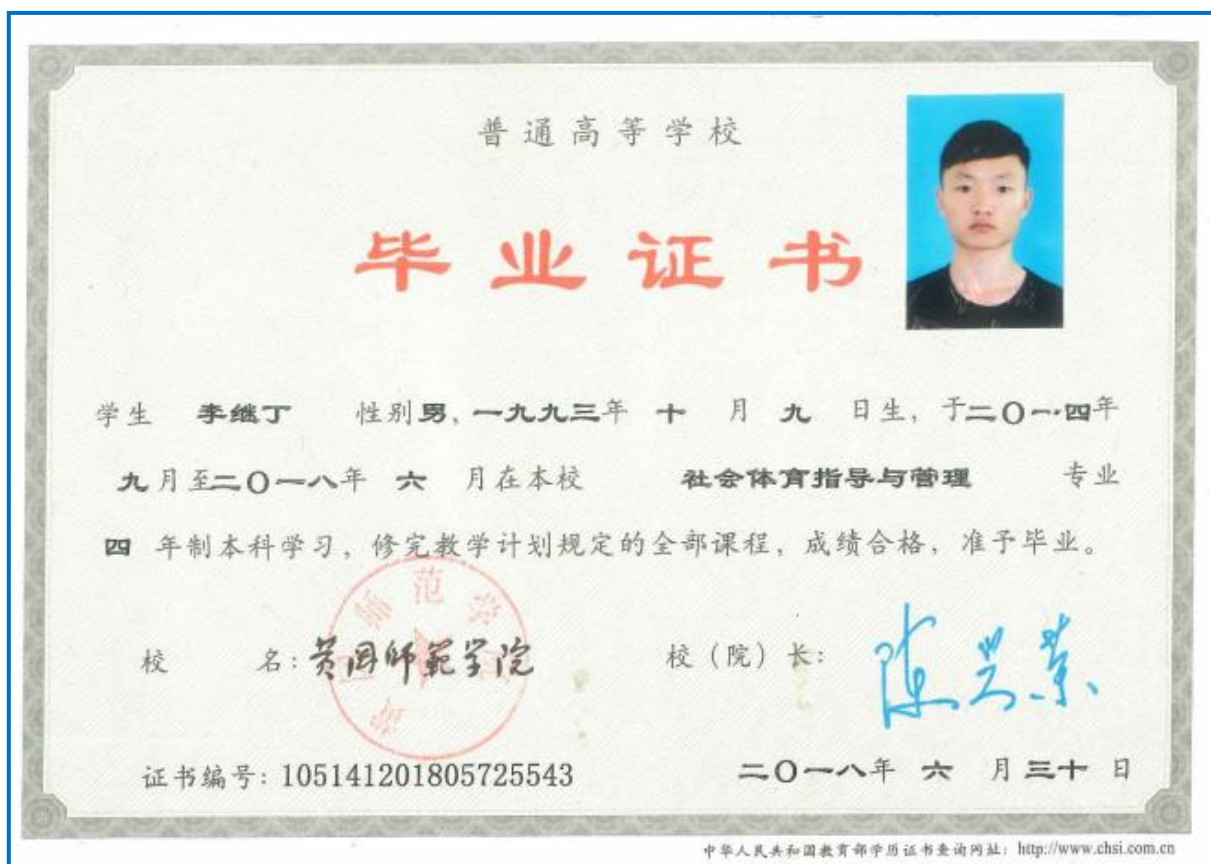 普通高等学校
毕业证书
学生 李继丁 性别男,一九九三年 十 月 九 日生, 于二〇一四年
九月至二〇一八年 六 月在本校 社会体育指导与管理 专业
四 年制本科学习, 修完教学计划规定的全部课程, 成绩合格, 准予毕业。
校 名: 黄冈师範学院
校(院)长: 陈兴荣
证书编号: 105141201805725543
二〇一八年 六 月三十 日
中华人民共和国教育部学历证书查询网址: http://www.chsi.com.cn